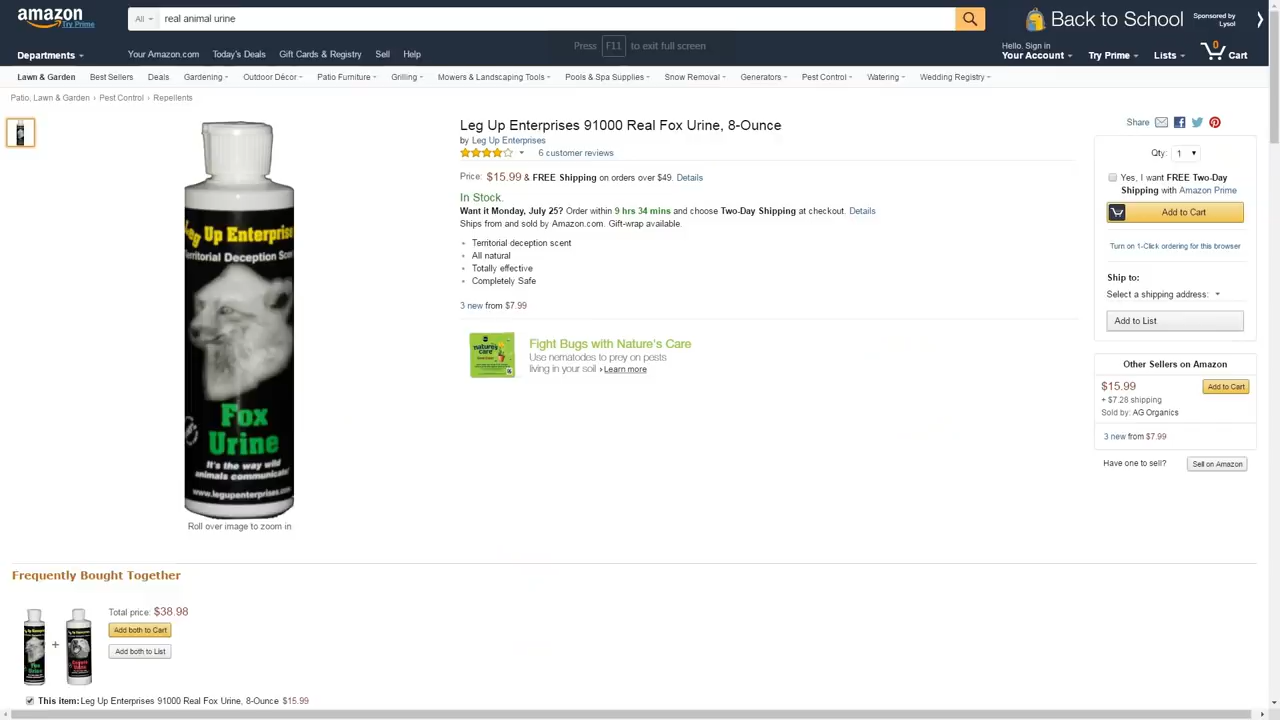 amazon
Try Prime
All
real animal urine
Back to School
Sponsored by
Lysol
Press F11 to exit full screen
Departments
Your Amazon.com
Today's Deals
Gift Cards & Registry
Sell
Help
Hello. Sign in
Your Account
Try Prime
Lists
0
Cart
Lawn & Garden
Best Sellers
Deals
Gardening
Outdoor Décor
Patio Furniture
Grilling
Mowers & Landscaping Tools
Pools & Spa Supplies
Snow Removal
Generators
Pest Control
Watering
Wedding Registry
Patio, Lawn & Garden › Pest Control › Repellents
Leg Up Enterprises 91000 Real Fox Urine, 8-Ounce
by Leg Up Enterprises
6 customer reviews
Price: $15.99 & FREE Shipping on orders over $49. Details
In Stock.
Want it Monday, July 25? Order within 9 hrs 34 mins and choose Two-Day Shipping at checkout. Details
Ships from and sold by Amazon.com. Gift-wrap available.
Territorial deception scent
All natural
Totally effective
Completely Safe
3 new from $7.99
Fight Bugs with Nature's Care
Use nematodes to prey on pests
living in your soil › Learn more
nature's
care
Leg Up Enterprise
Territorial Deception Sce
Fox
Urine
It's the way wild
animals communicate!
www.legupenterprises.com
Roll over image to zoom in
Share
Qty: 1
Yes, I want FREE Two-Day
Shipping with Amazon Prime
Add to Cart
Turn on 1-Click ordering for this browser
Ship to:
Select a shipping address:
Add to List
Other Sellers on Amazon
$15.99
Add to Cart
+ $7.28 shipping
Sold by: AG Organics
3 new from $7.99
Have one to sell?
Sell on Amazon
Frequently Bought Together
Total price: $38.98
Add both to Cart
+
Add both to List
Fox
Urine
This item: Leg Up Enterprises 91000 Real Fox Urine, 8-Ounce $15.99